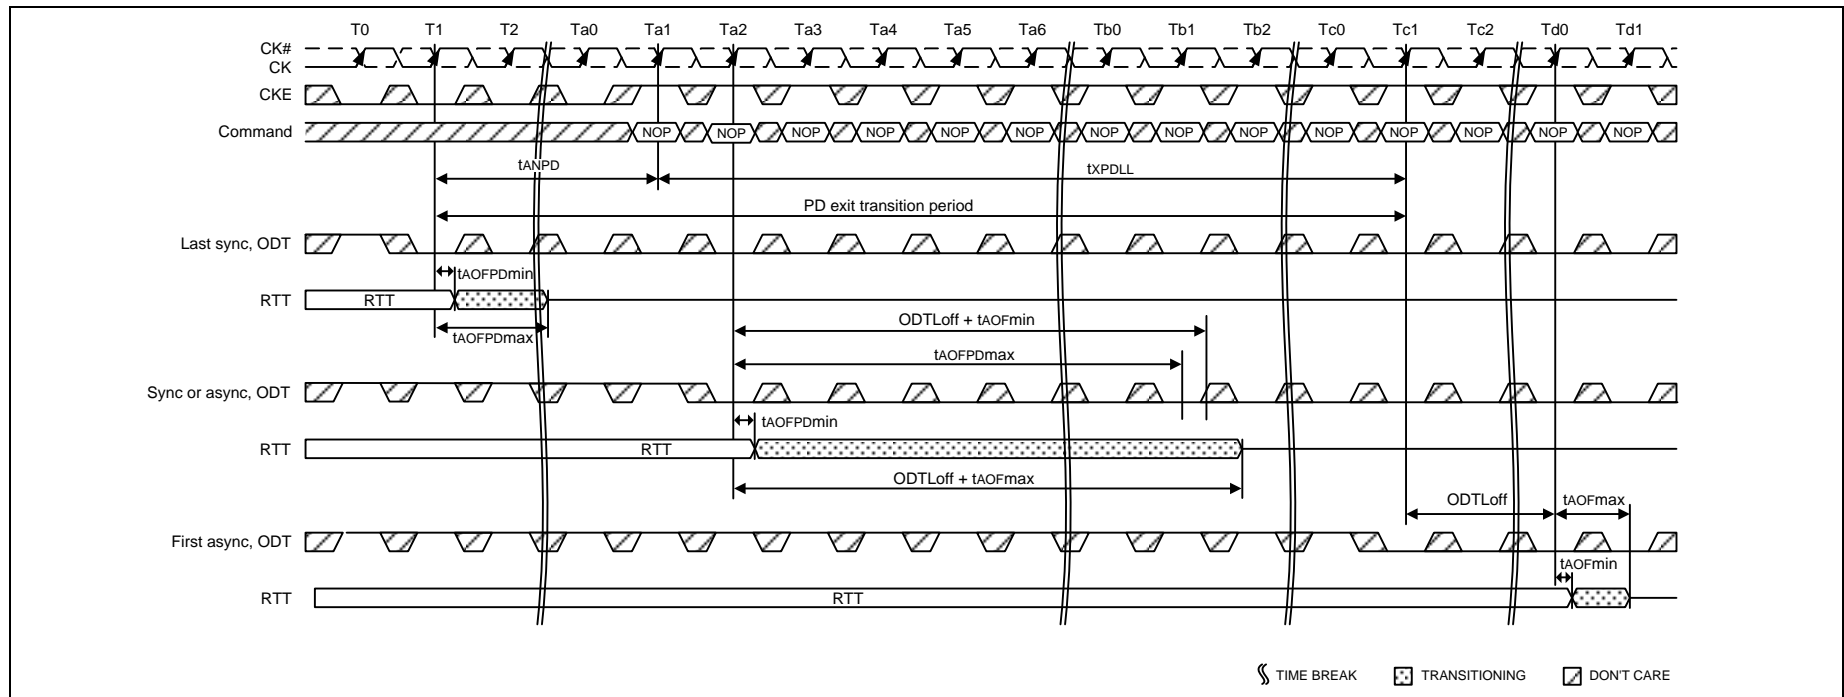 T0 T1 T2 Ta0 Ta1 Ta2 Ta3 Ta4 Ta5 Ta6 Tb0 Tb1 Tb2 Tc0 Tc1 Tc2 Td0 Td1
CK#
CK
CKE
Command NOP NOP NOP NOP NOP NOP NOP NOP NOP NOP NOP NOP NOP NOP
tANPD tXPDLL
PD exit transition period
Last sync, ODT
tAOFPDmin
RTT RTT
tAOFPDmax
ODTLoff + tAOFmin
tAOFPDmax
Sync or async, ODT
tAOFPDmin
RTT RTT
ODTLoff + tAOFmax
ODTLoff tAOFmax
First async, ODT
tAOFmin
RTT RTT
TIME BREAK TRANSITIONING DON'T CARE